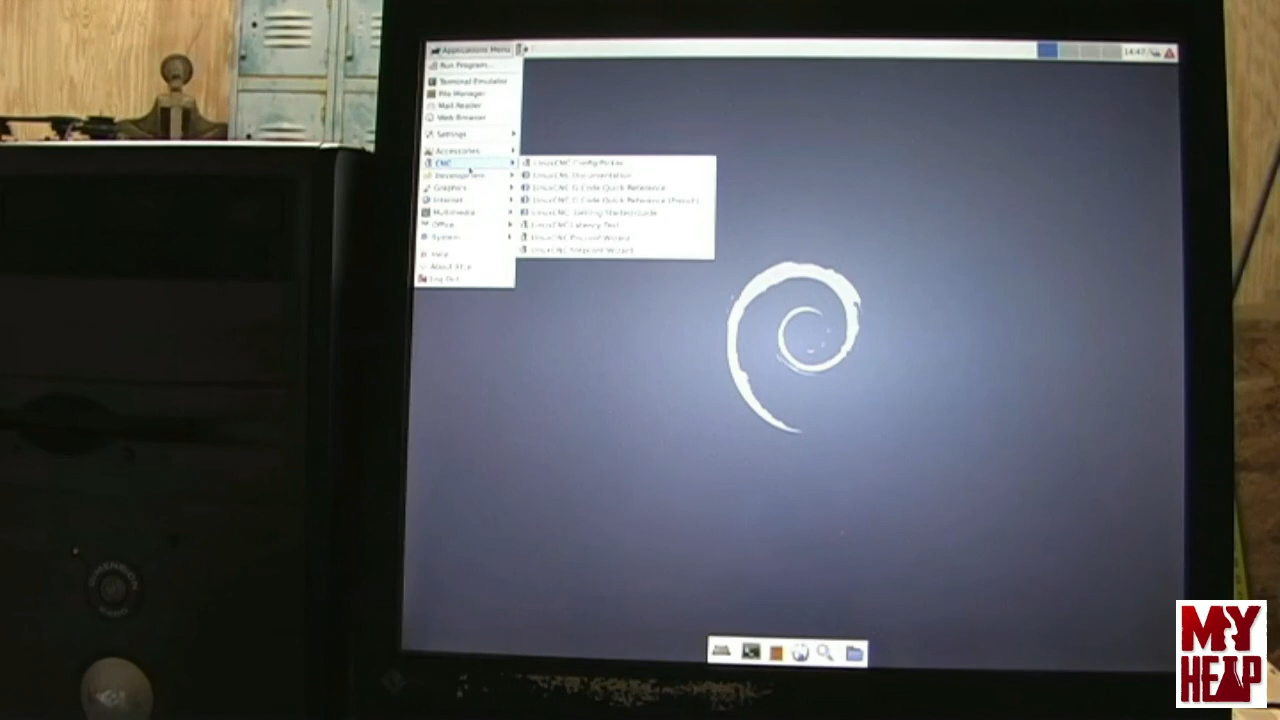 Applications Menu
14:47
Run Program...
Terminal Emulator
File Manager
Mail Reader
Web Browser
Settings
Accessories
CNC
Development
Graphics
Internet
Multimedia
Office
System
Help
About Xfce
Log Out
LinuxCNC Config Picker
LinuxCNC Documentation
LinuxCNC G Code Quick Reference
LinuxCNC G Code Quick Reference (French)
LinuxCNC Getting Started Guide
LinuxCNC Latency Test
LinuxCNC Pncconf Wizard
LinuxCNC Stepconf Wizard
DIMENSION
MY
HEAP